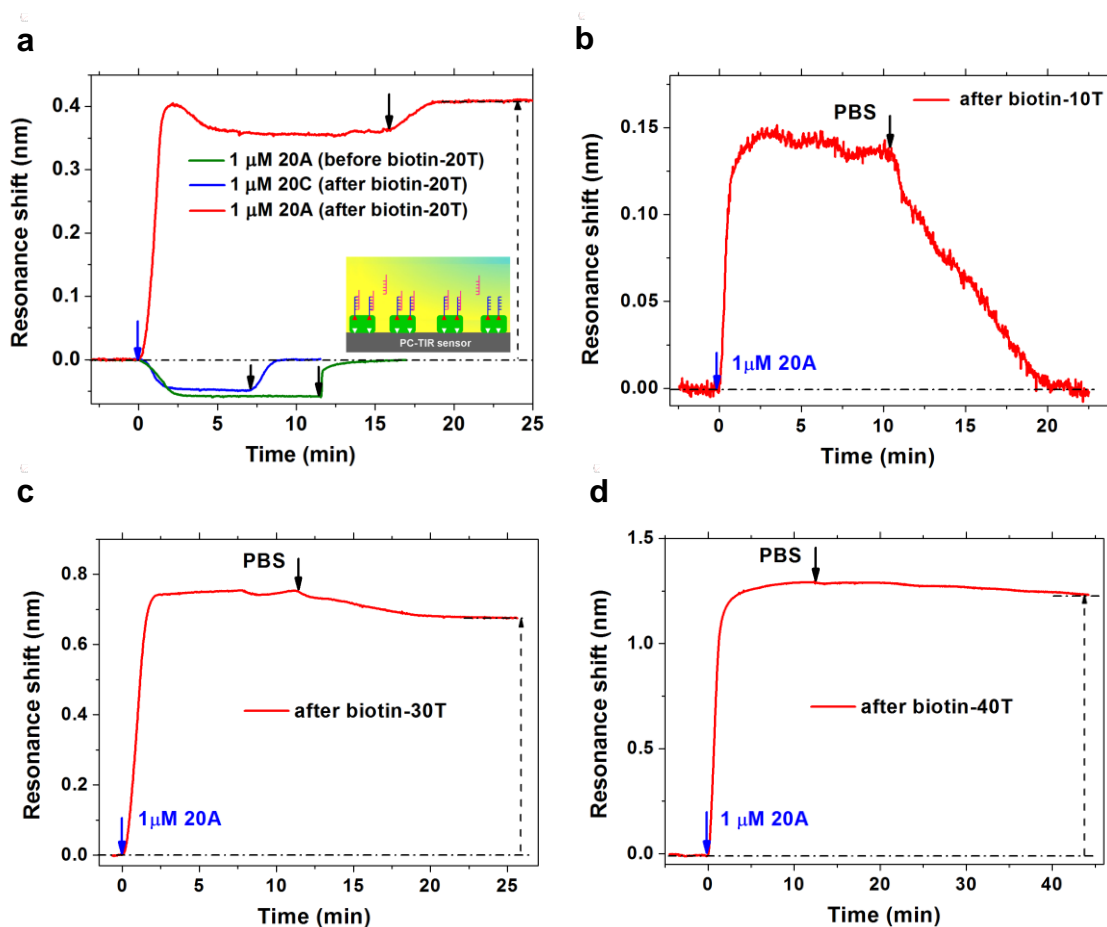 a
0.4
0.3
0.2
0.1
0.0
Resonance shift (nm)
1 μM 20A (before biotin-20T)
1 μM 20C (after biotin-20T)
1 μM 20A (after biotin-20T)
PC-TIR sensor
0 5 10 15 20 25
Time (min)
b
0.15
0.10
0.05
0.00
Resonance shift (nm)
after biotin-10T
PBS
1μM 20A
0 5 10 15 20
Time (min)
c
0.8
0.6
0.4
0.2
0.0
Resonance shift (nm)
PBS
after biotin-30T
1μM 20A
0 5 10 15 20 25
Time (min)
d
1.5
1.0
0.5
0.0
Resonance shift (nm)
PBS
after biotin-40T
1 μM 20A
0 10 20 30 40
Time (min)